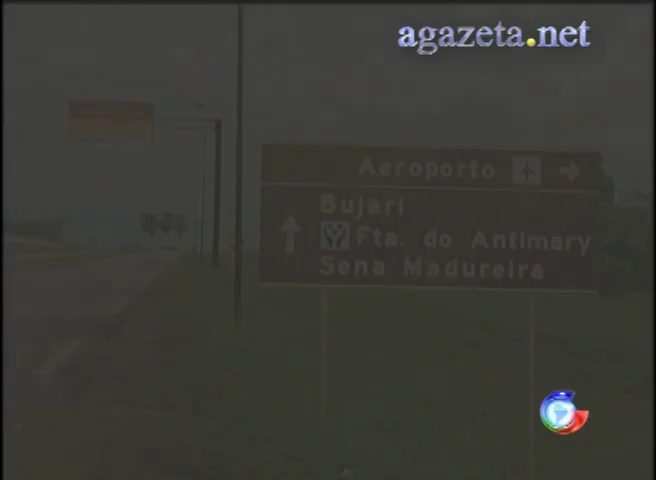 agazeta.net
Aeroporto
Bujari
Fta. do Antimary
Sena Madureira